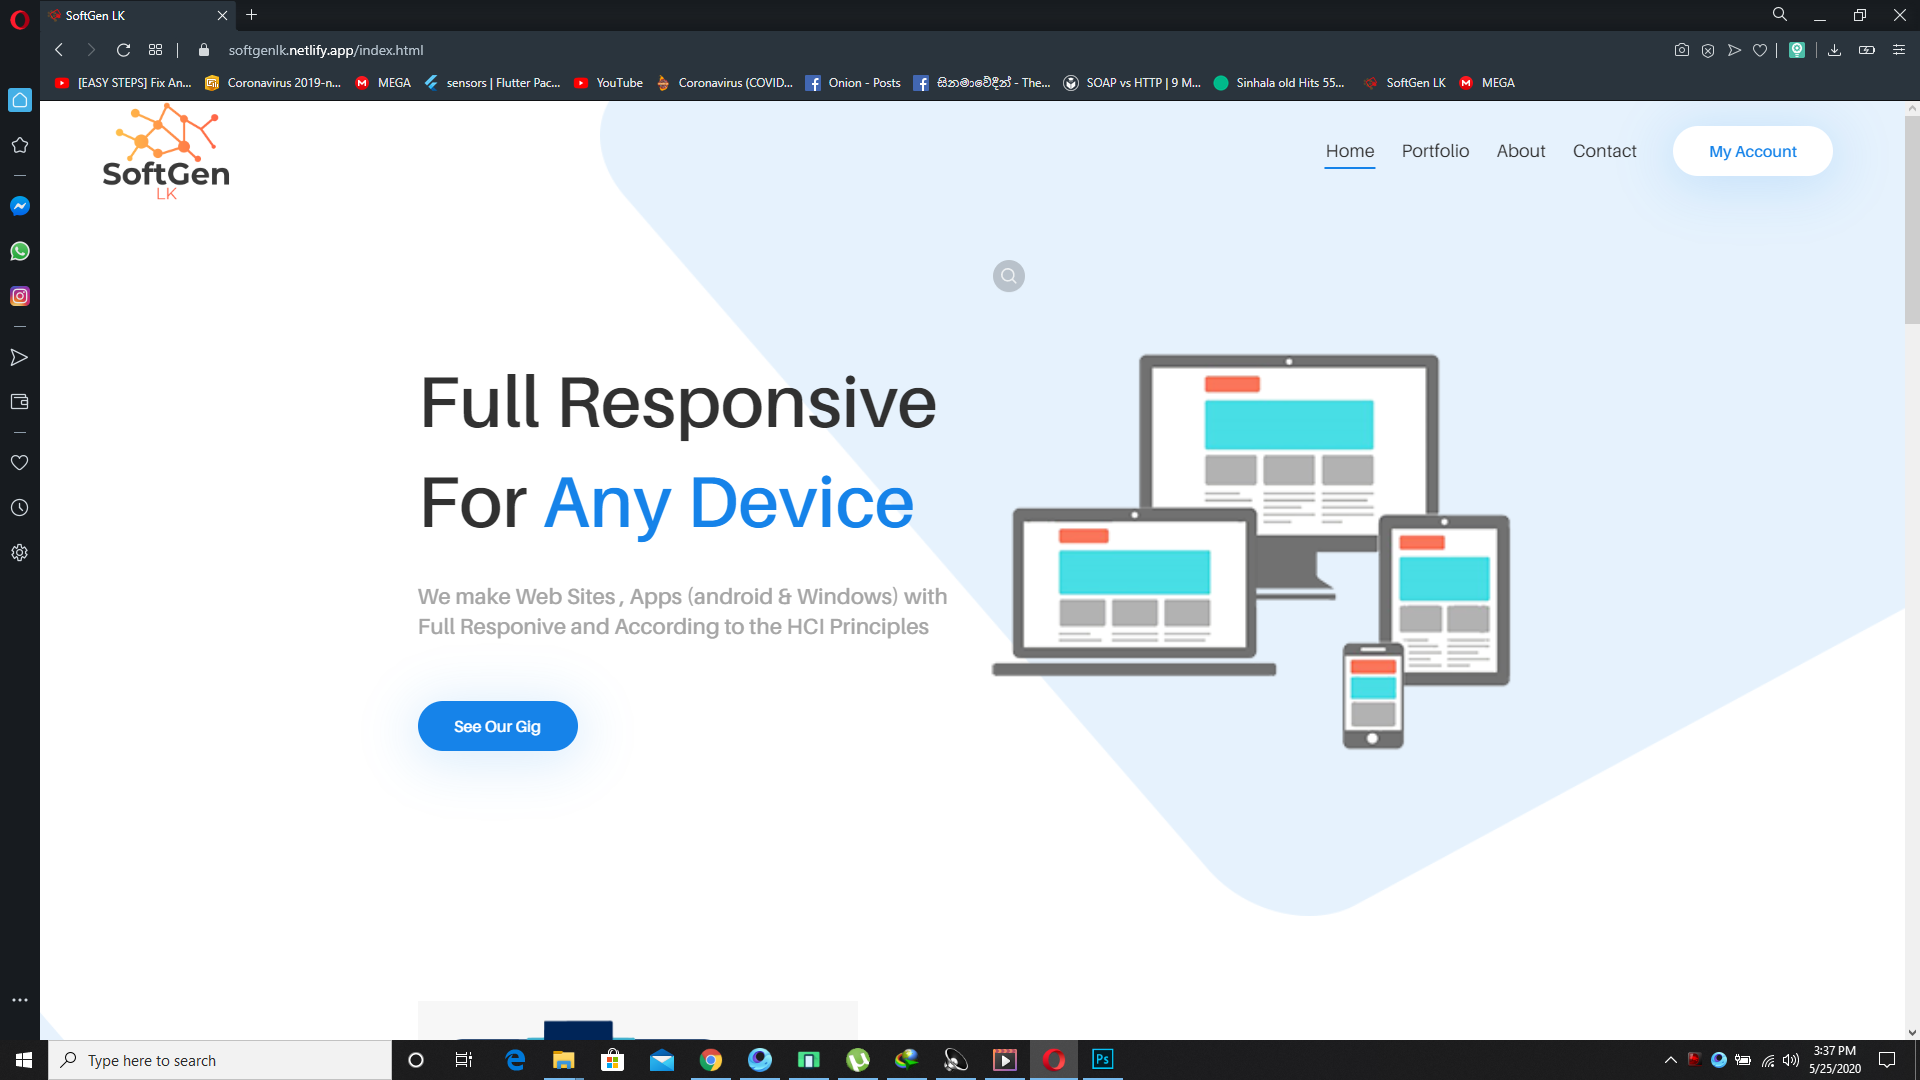 SoftGen LK
softgenlk.netlify.app/index.html
[EASY STEPS] Fix An...
Coronavirus 2019-n...
MEGA
sensors | Flutter Pac...
YouTube
Coronavirus (COVID...
Onion - Posts
සිනමාවේදීන් - The...
SOAP vs HTTP | 9 M...
Sinhala old Hits 55...
SoftGen LK
MEGA
SoftGen
LK
Home
Portfolio
About
Contact
My Account
Full Responsive
For Any Device
We make Web Sites , Apps (android & Windows) with
Full Responive and According to the HCI Principles
See Our Gig
Type here to search
Ps
3:37 PM
5/25/2020